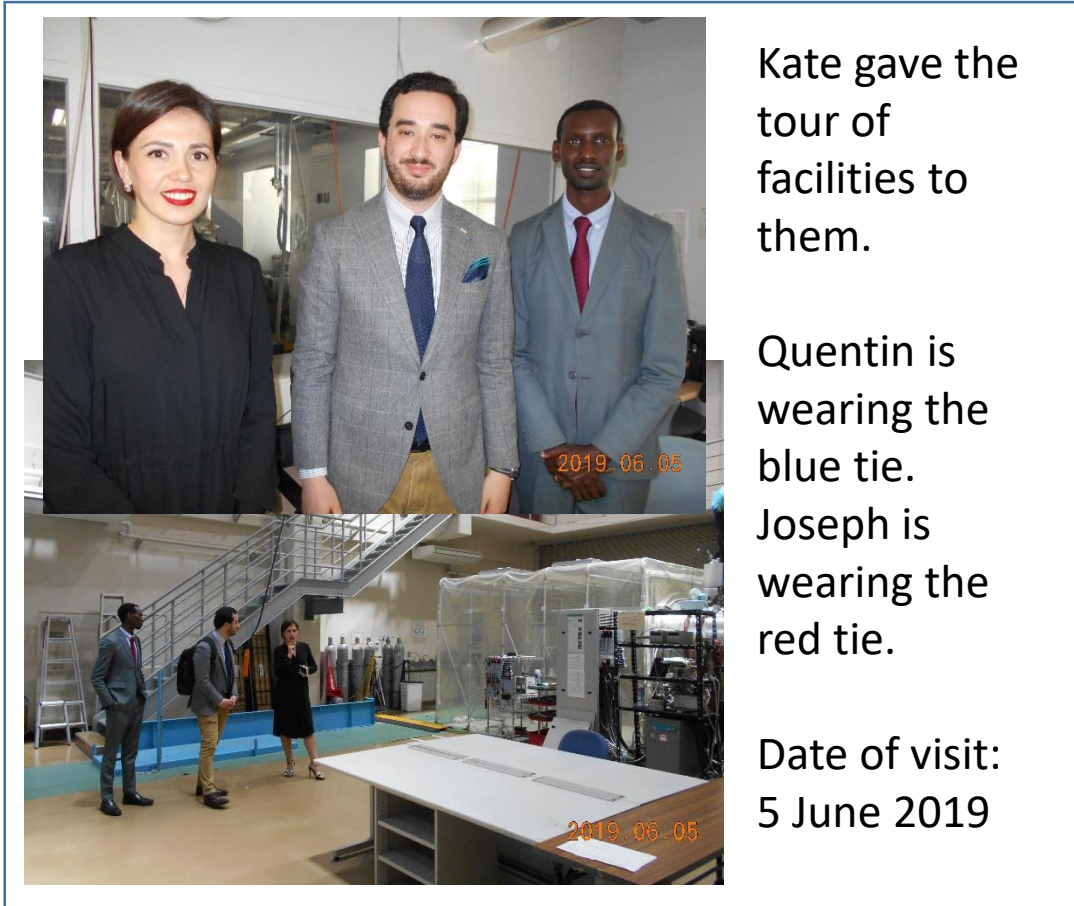 Kate gave the
tour of
facilities to
them.
Quentin is
wearing the
blue tie.
Joseph is
wearing the
red tie.
Date of visit:
5 June 2019
2019.06.05
2019.06.05